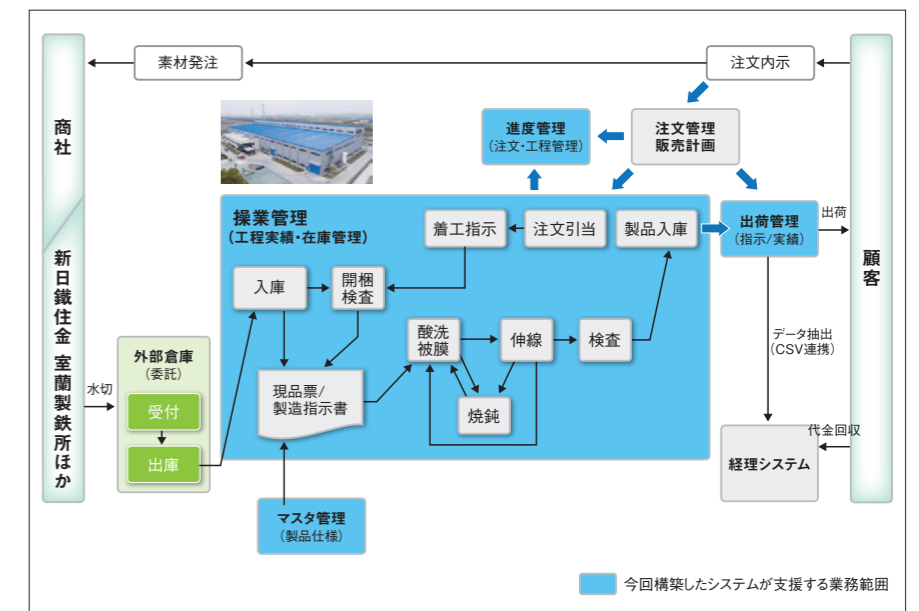 素材発注
注文内示
商社
新日鐵住金 室蘭製鉄所ほか
顧客
進度管理
(注文・工程管理)
注文管理
販売計画
操業管理
(工程実績・在庫管理)
着工指示
注文引当
製品入庫
出荷管理
(指示/実績)
出荷
入庫
開梱
検査
酸洗
被膜
伸線
検査
焼鈍
現品票/
製造指示書
外部倉庫
(委託)
受付
出庫
水切
データ抽出
(CSV連携)
代金回収
経理システム
マスタ管理
(製品仕様)
今回構築したシステムが支援する業務範囲